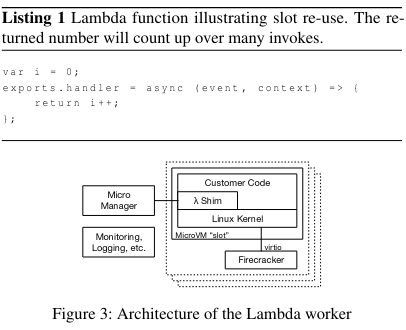 Listing 1 Lambda function illustrating slot re-use. The re-
turned number will count up over many invokes.
var i = 0;
exports.handler = async (event, context) => {
    return i++;
};
Customer Code
Micro
Manager
λ Shim
Linux Kernel
MicroVM "slot"
Monitoring,
Logging, etc.
virtio
Firecracker
Figure 3: Architecture of the Lambda worker